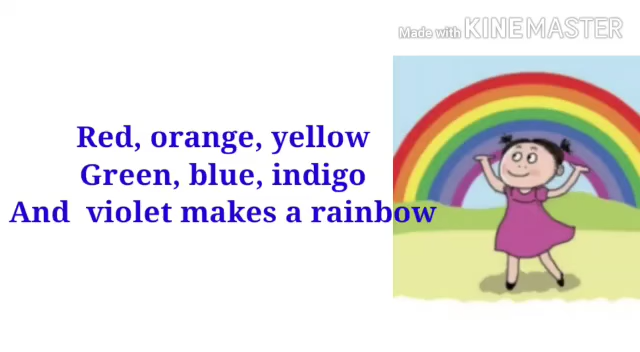 Made with KINEMASTER
Red, orange, yellow
Green, blue, indigo
And violet makes a rainbow